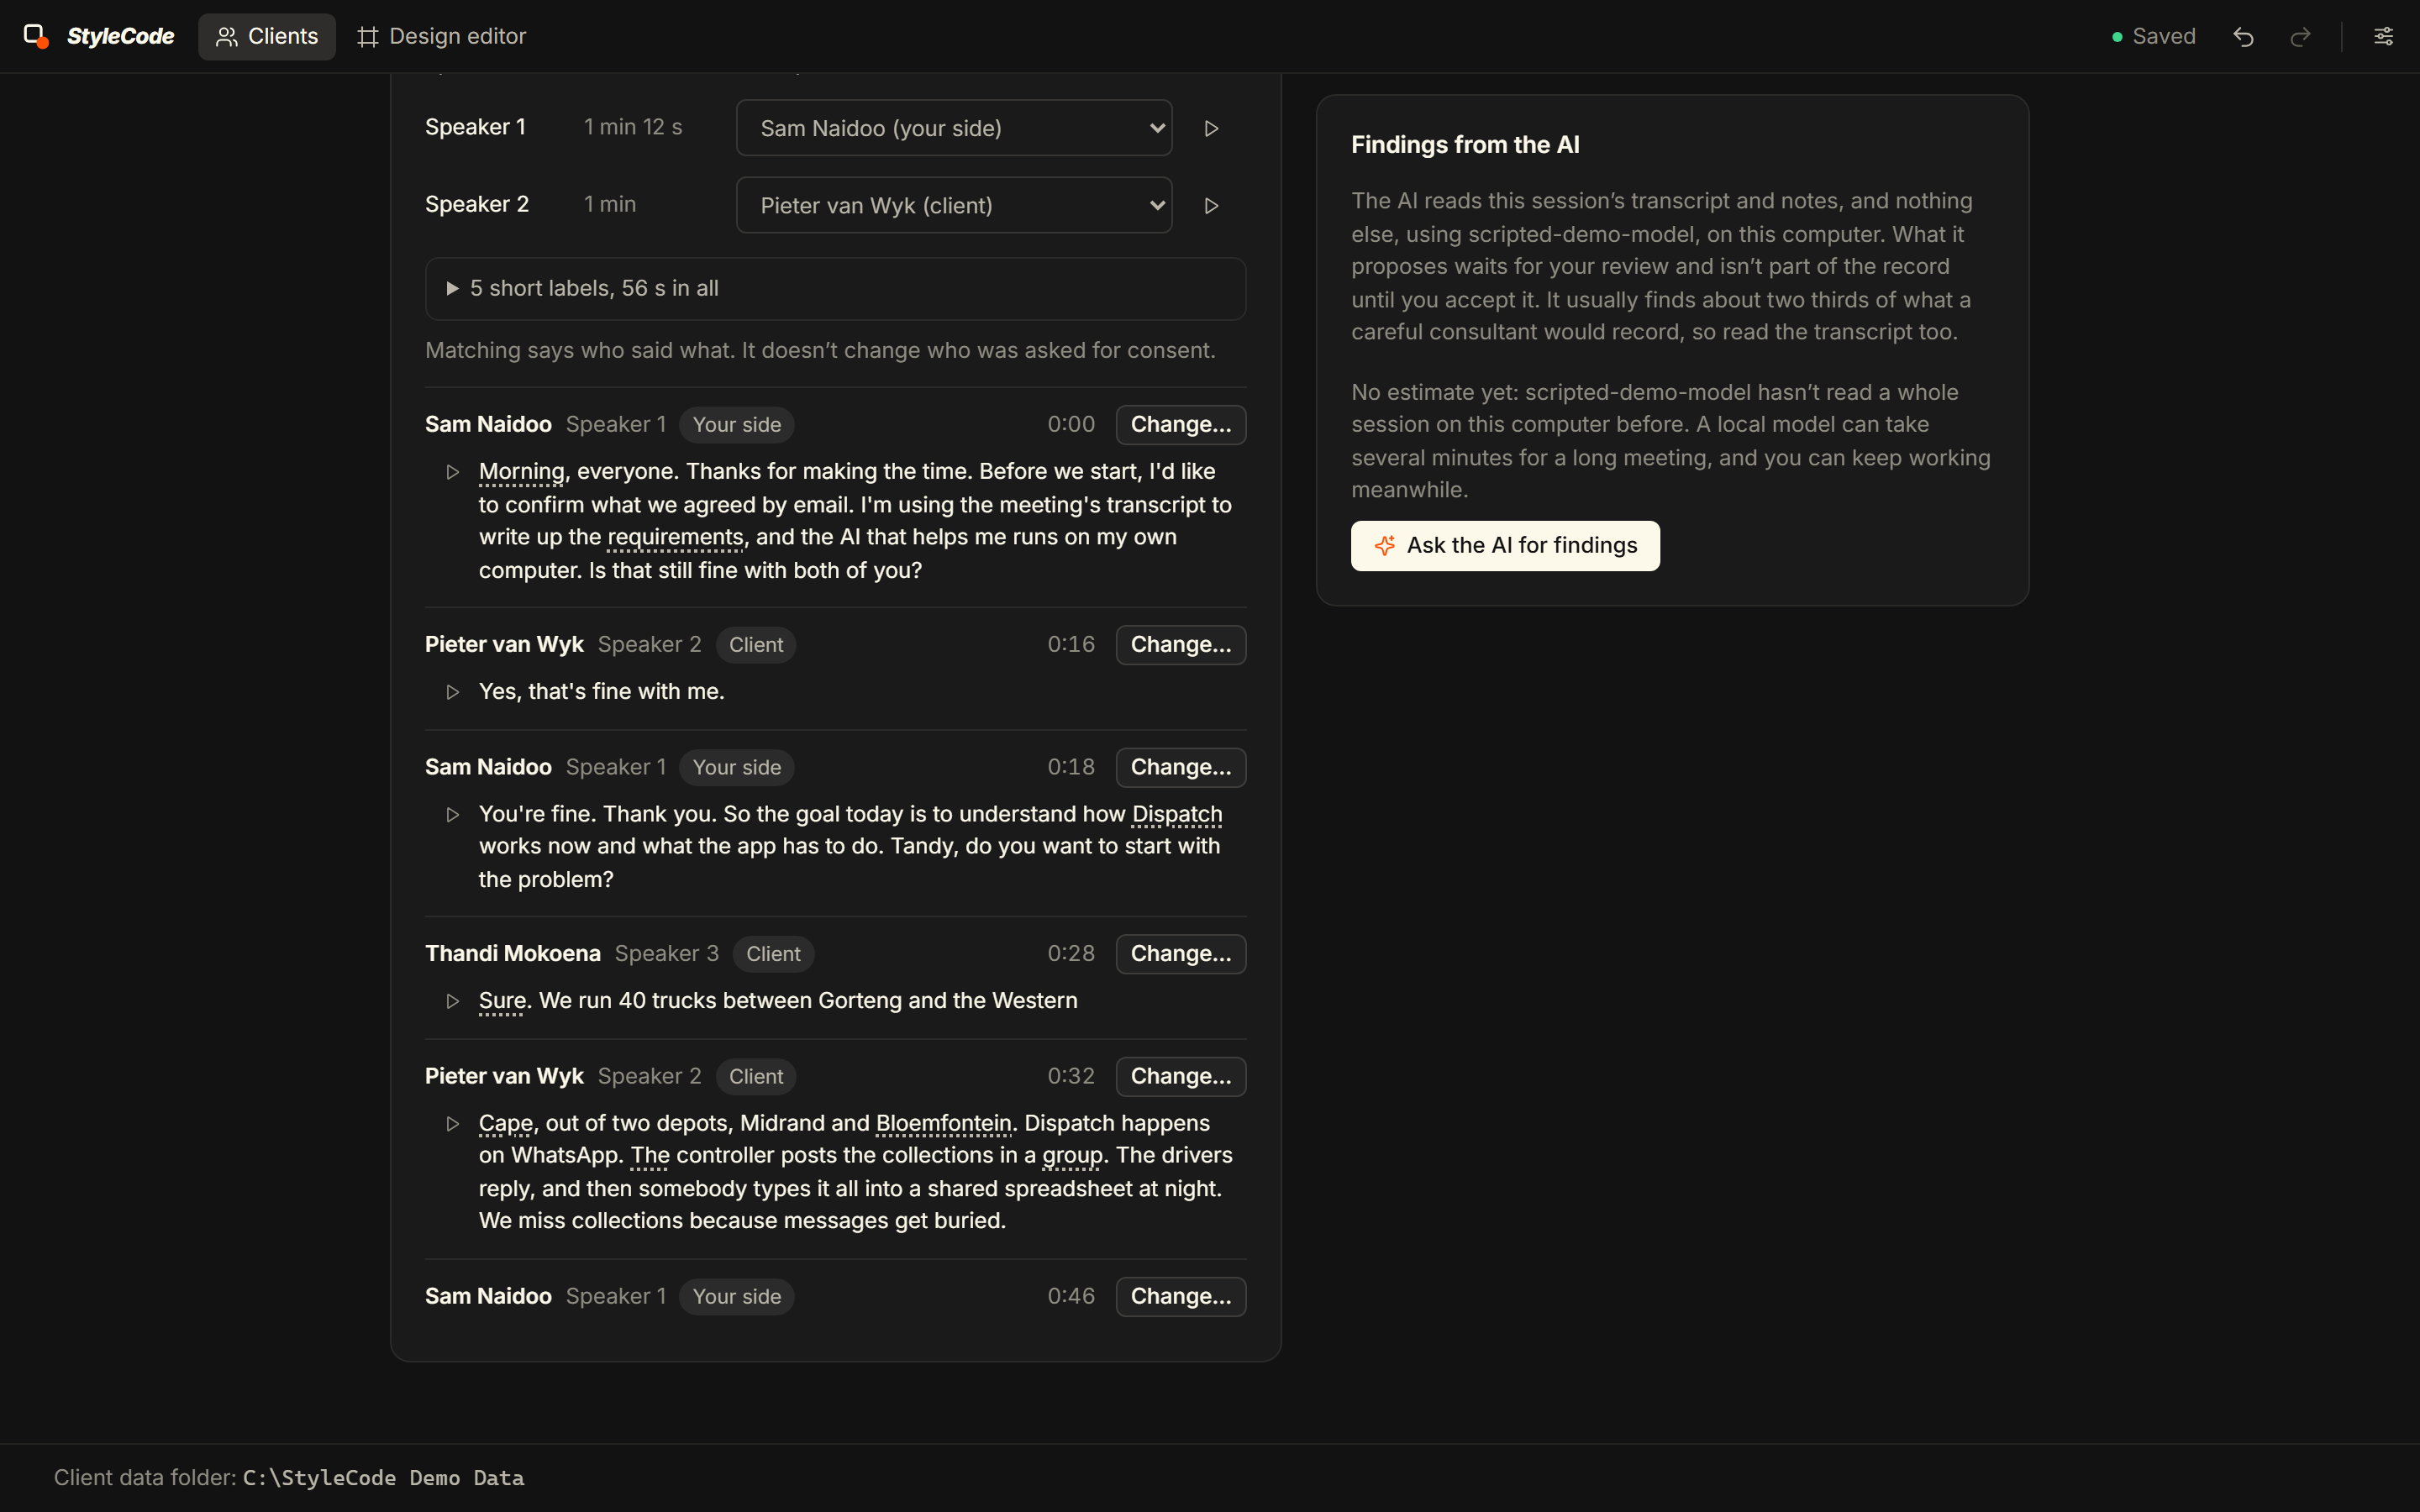 StyleCode
Clients
Design editor
Saved
Speaker 1
1 min 12 s
Sam Naidoo (your side)
Speaker 2
1 min
Pieter van Wyk (client)
5 short labels, 56 s in all
Matching says who said what. It doesn’t change who was asked for consent.
Sam Naidoo Speaker 1 Your side 0:00 Change...
Morning, everyone. Thanks for making the time. Before we start, I'd like
to confirm what we agreed by email. I'm using the meeting's transcript to
write up the requirements, and the AI that helps me runs on my own
computer. Is that still fine with both of you?
Pieter van Wyk Speaker 2 Client 0:16 Change...
Yes, that's fine with me.
Sam Naidoo Speaker 1 Your side 0:18 Change...
You're fine. Thank you. So the goal today is to understand how Dispatch
works now and what the app has to do. Tandy, do you want to start with
the problem?
Thandi Mokoena Speaker 3 Client 0:28 Change...
Sure. We run 40 trucks between Gorteng and the Western
Pieter van Wyk Speaker 2 Client 0:32 Change...
Cape, out of two depots, Midrand and Bloemfontein. Dispatch happens
on WhatsApp. The controller posts the collections in a group. The drivers
reply, and then somebody types it all into a shared spreadsheet at night.
We miss collections because messages get buried.
Sam Naidoo Speaker 1 Your side 0:46 Change...
Findings from the AI
The AI reads this session’s transcript and notes, and nothing
else, using scripted-demo-model, on this computer. What it
proposes waits for your review and isn’t part of the record
until you accept it. It usually finds about two thirds of what a
careful consultant would record, so read the transcript too.
No estimate yet: scripted-demo-model hasn’t read a whole
session on this computer before. A local model can take
several minutes for a long meeting, and you can keep working
meanwhile.
Ask the AI for findings
Client data folder: C:\StyleCode Demo Data